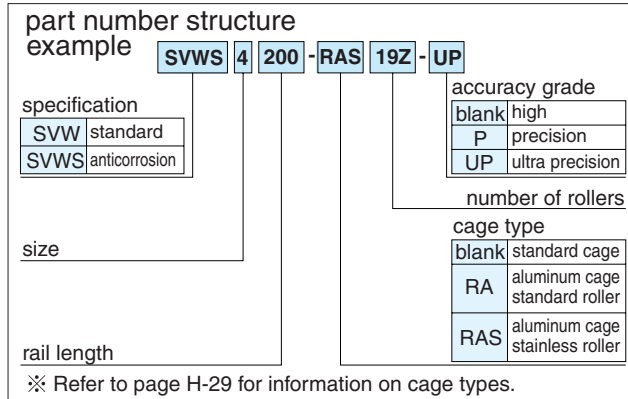 part number structure
example
SVWS 4 200 - RAS 19Z - UP
specification
SVW standard
SVWS anticorrosion
size
rail length
accuracy grade
blank high
P precision
UP ultra precision
number of rollers
cage type
blank standard cage
RA aluminum cage
standard roller
RAS aluminum cage
stainless roller
※ Refer to page H-29 for information on cage types.